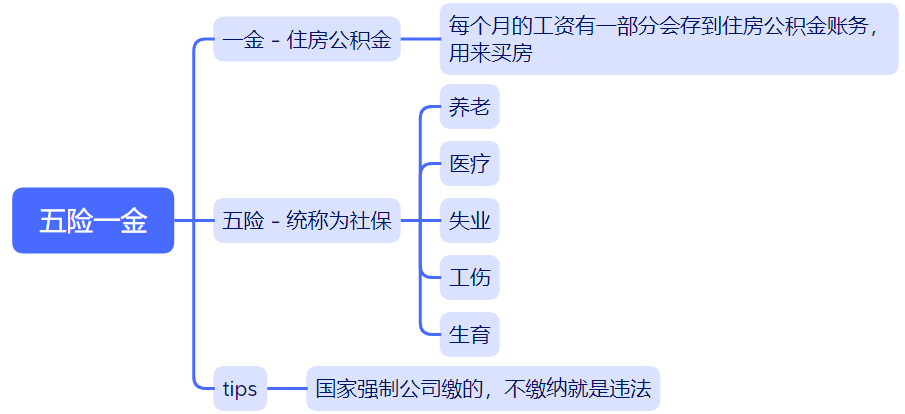 五险一金
一金 - 住房公积金
每个月的工资有一部分会存到住房公积金账务，
用来买房
五险 - 统称为社保
养老
医疗
失业
工伤
生育
tips
国家强制公司缴的，不缴纳就是违法